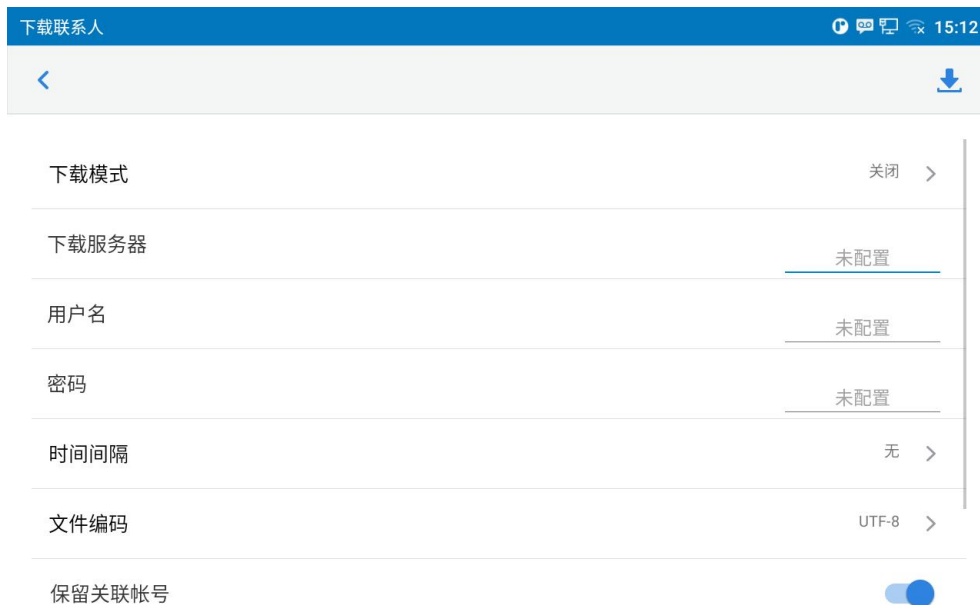 下载联系人 15:12
下载模式 关闭
下载服务器 未配置
用户名 未配置
密码 未配置
时间间隔 无
文件编码 UTF-8
保留关联帐号